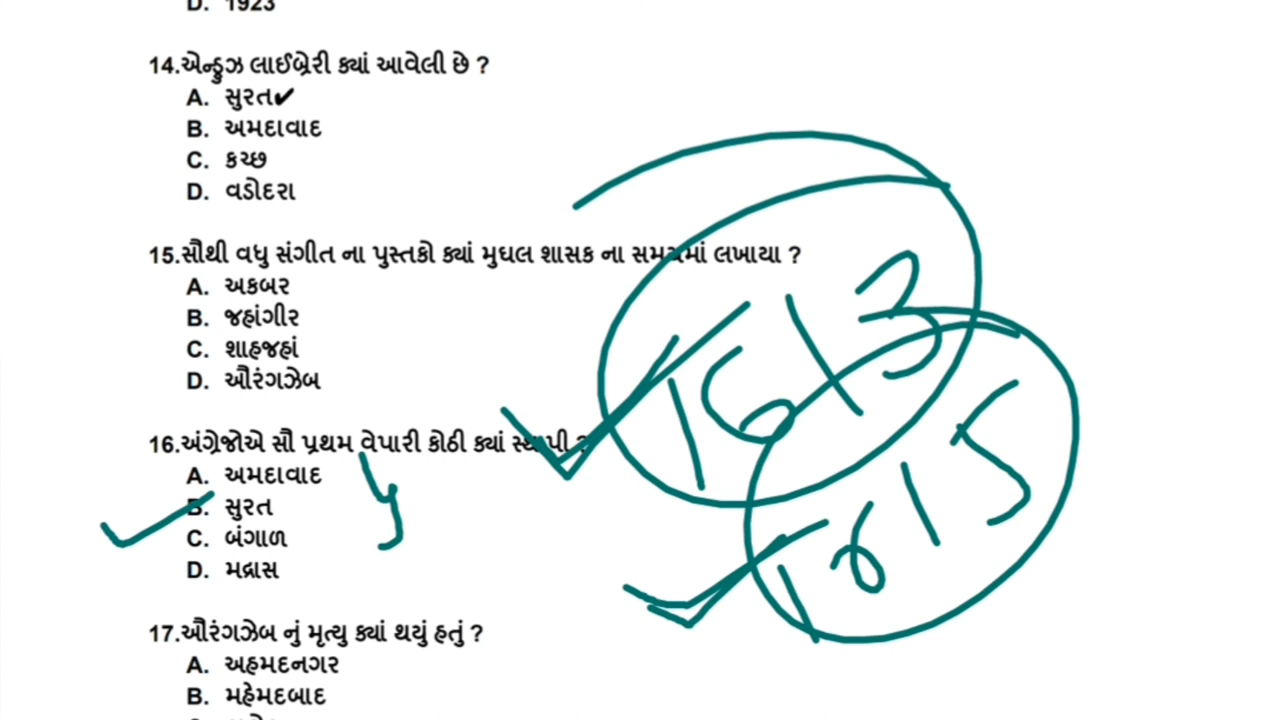 D. 1923
14.એન્ડ્રુઝ લાઈબ્રેરી ક્યાં આવેલી છે ?
A. સુરત✔
B. અમદાવાદ
C. કચ્છ
D. વડોદરા
15.સૌથી વધુ સંગીત ના પુસ્તકો ક્યાં મુઘલ શાસક ના સમયમાં લખાયા ?
A. અકબર
B. જહાંગીર
C. શાહજહાં
D. ઔરંગઝેબ
1613
16.અંગ્રેજોએ સૌ પ્રથમ વેપારી કોઠી ક્યાં સ્થાપી ?
A. અમદાવાદ
B. સુરત
C. બંગાળ
D. મદ્રાસ
1615
17.ઔરંગઝેબ નું મૃત્યુ ક્યાં થયું હતું ?
A. અહમદનગર
B. મહેમદબાદ